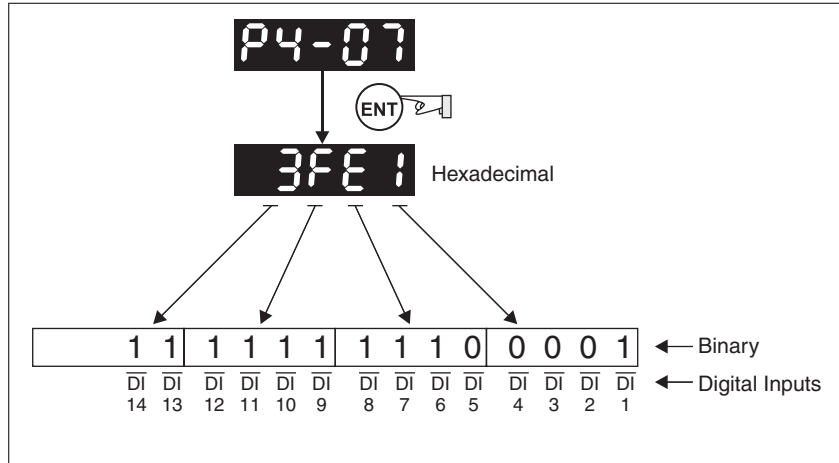 P4-07
ENT
3FE1 Hexadecimal
1 1 1 1 1 1 1 1 1 0 0 0 0 1 Binary
DI DI DI DI DI DI DI DI DI DI DI DI DI DI Digital Inputs
14 13 12 11 10 9 8 7 6 5 4 3 2 1